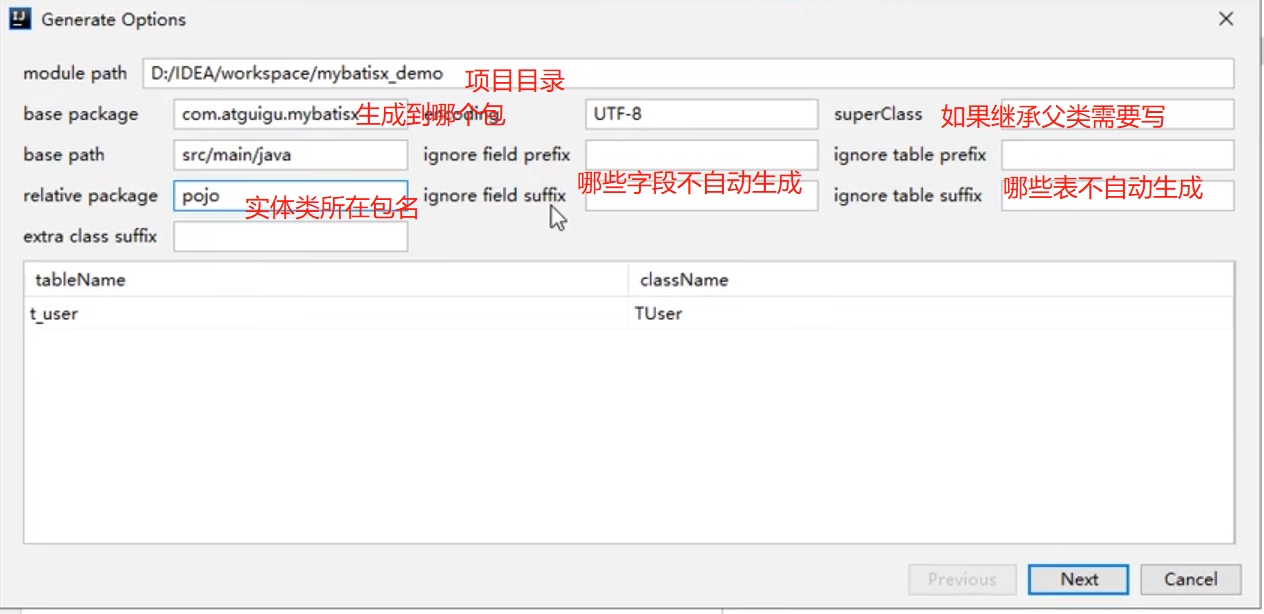 Generate Options
module path D:/IDEA/workspace/mybatisx_demo 项目目录
base package com.atguigu.mybatisx 生成到哪个包 encoding UTF-8 superClass 如果继承父类需要写
base path src/main/java ignore field prefix ignore table prefix
哪些字段不自动生成 哪些表不自动生成
relative package pojo 实体类所在包名 ignore field suffix ignore table suffix
extra class suffix
tableName className
t_user TUser
Previous Next Cancel